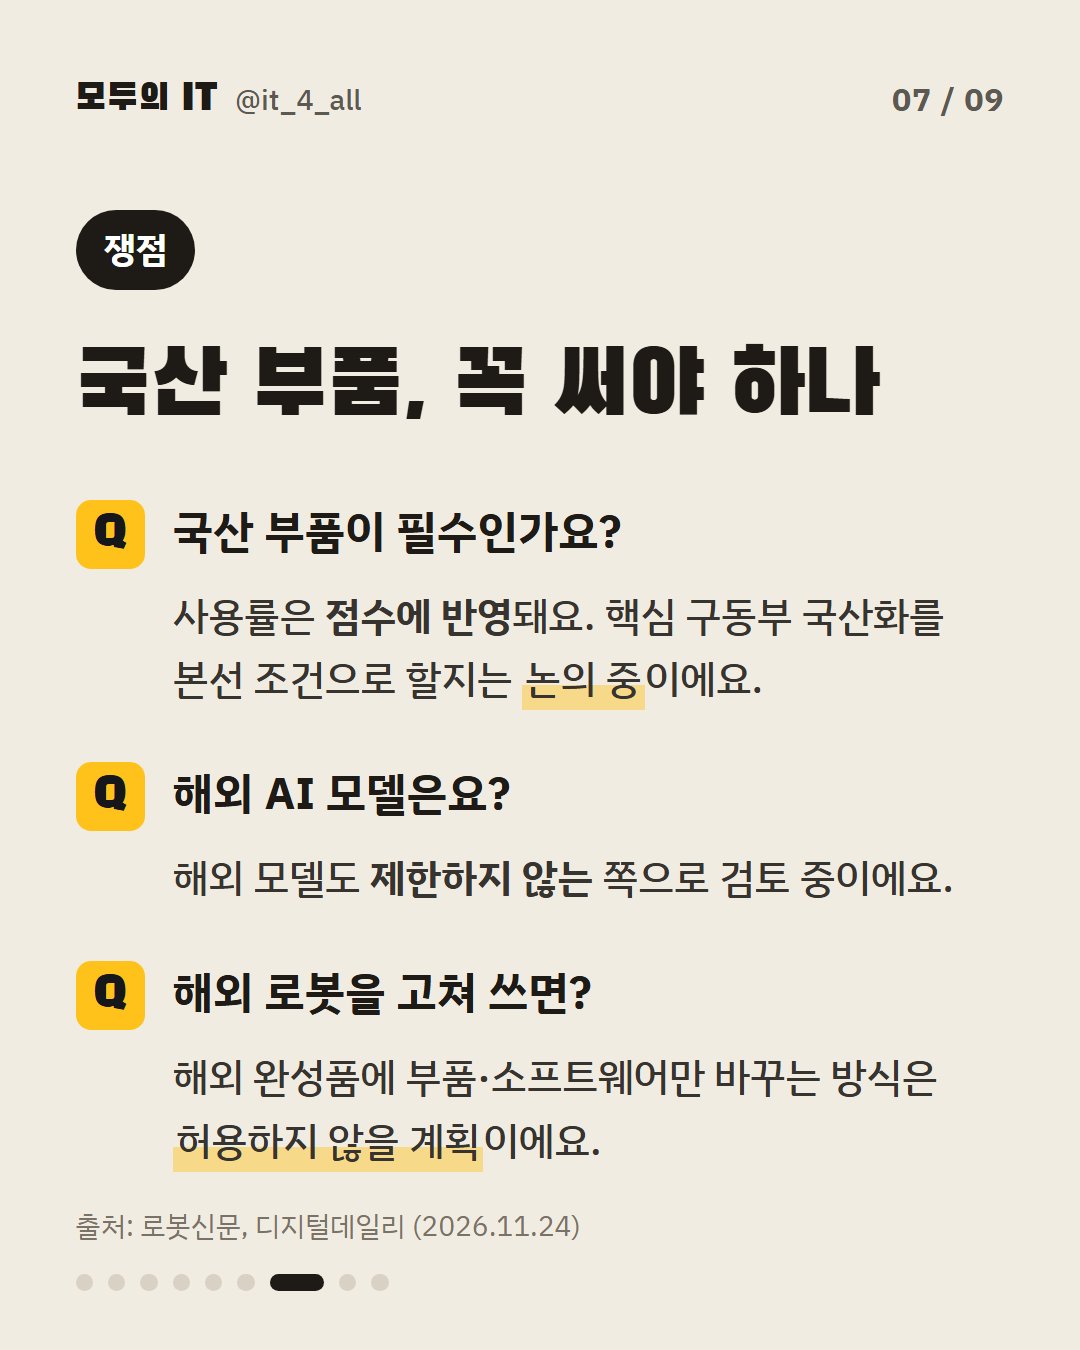 모두의 IT @it_4_all
07 / 09
쟁점
국산 부품, 꼭 써야 하나
Q 국산 부품이 필수인가요?
사용률은 점수에 반영돼요. 핵심 구동부 국산화를
본선 조건으로 할지는 논의 중이에요.
Q 해외 AI 모델은요?
해외 모델도 제한하지 않는 쪽으로 검토 중이에요.
Q 해외 로봇을 고쳐 쓰면?
해외 완성품에 부품·소프트웨어만 바꾸는 방식은
허용하지 않을 계획이에요.
출처: 로봇신문, 디지털데일리 (2026.11.24)